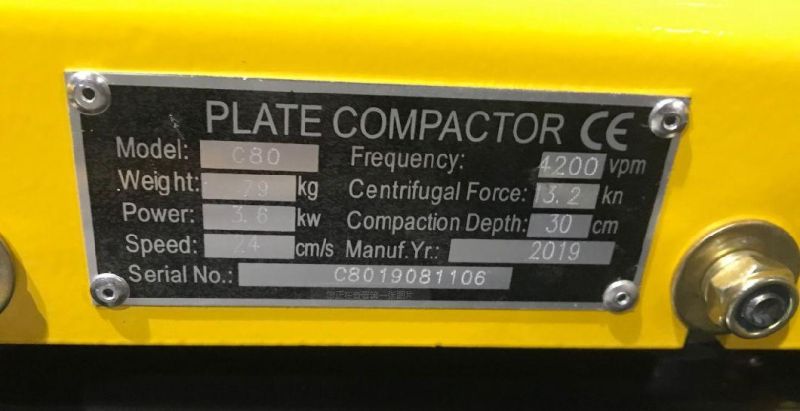 PLATE COMPACTOR CE
Model: C80 Frequency: 4200 vpm
Weight: 79 kg Centrifugal Force: 13.2 kn
Power: 3.6 kw Compaction Depth: 30 cm
Speed: 24 cm/s Manuf.Yr.: 2019
Serial No.: C8019081106